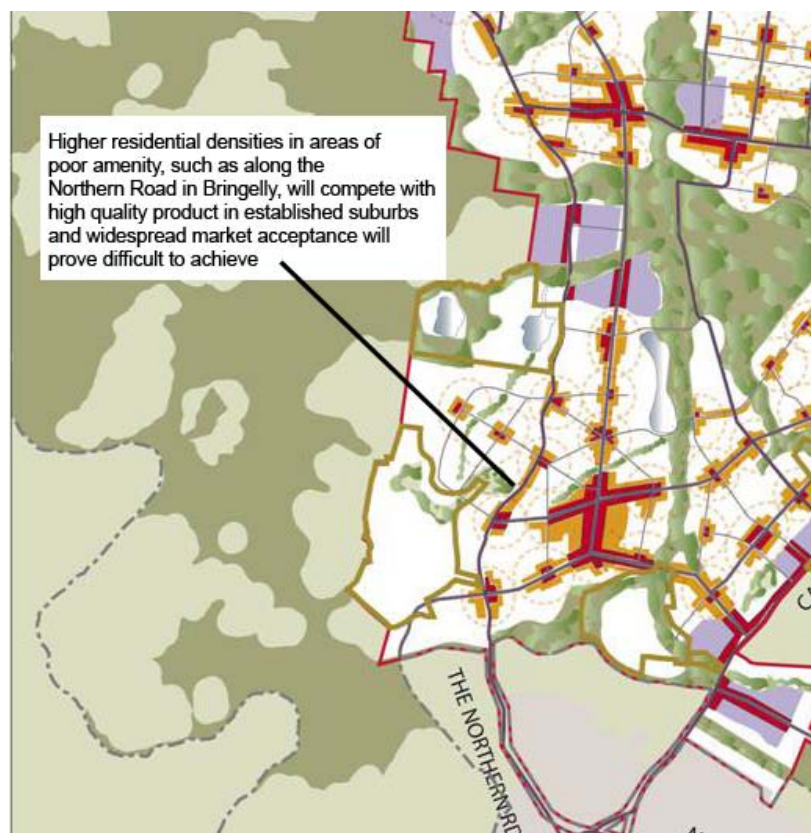 Higher residential densities in areas of
poor amenity, such as along the
Northern Road in Bringelly, will compete with
high quality product in established suburbs
and widespread market acceptance will
prove difficult to achieve
THE NORTHERN RD